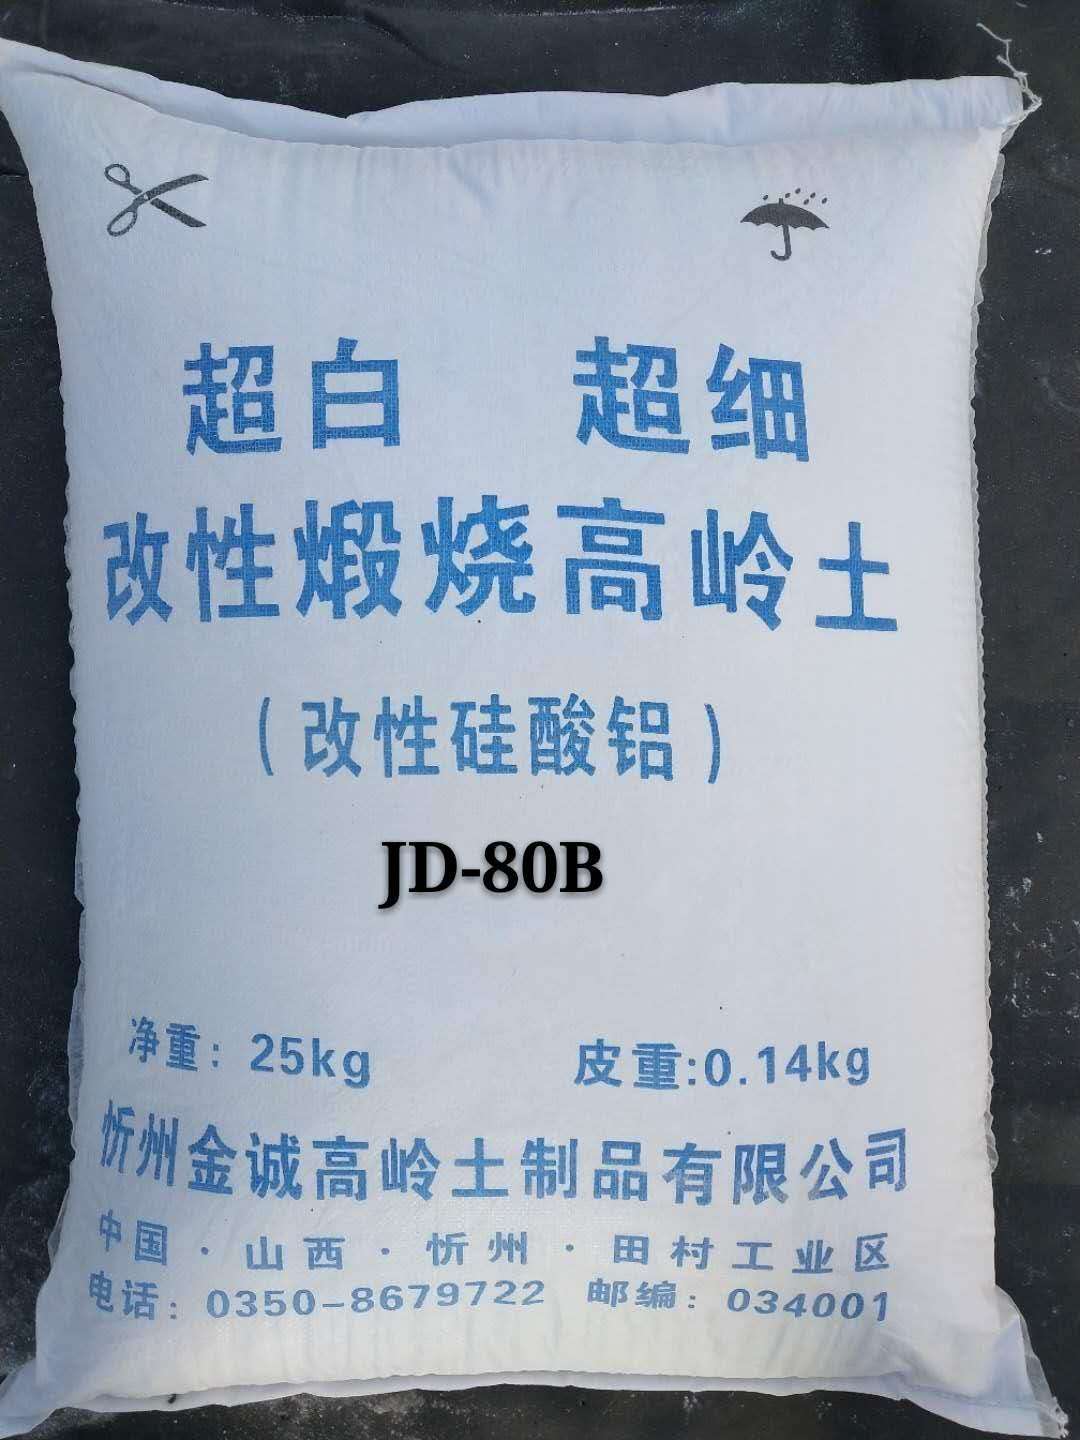 超白 超细
改性煅烧高岭土
（改性硅酸铝）
JD-80B
净重：25kg 皮重:0.14kg
忻州金诚高岭土制品有限公司
中国·山西·忻州·田村工业区
电话：0350-8679722 邮编：034001